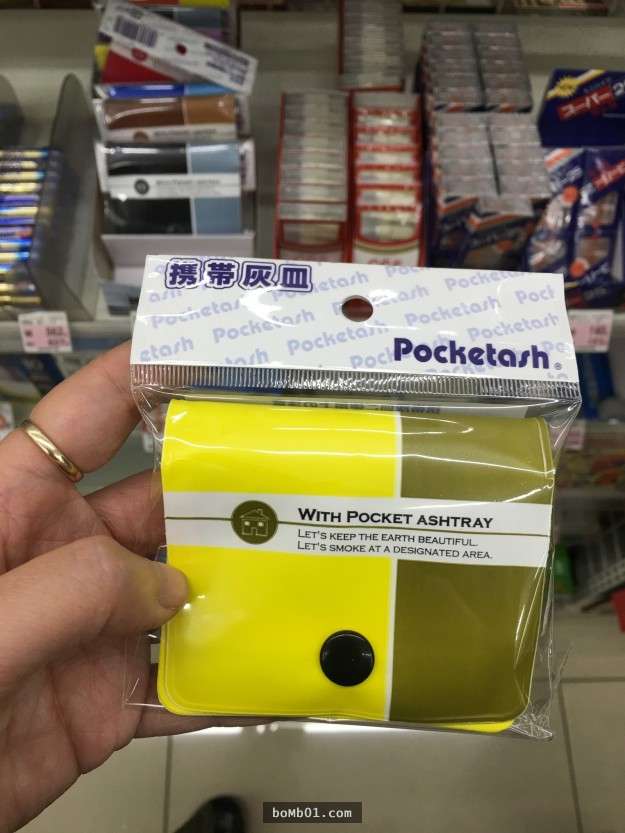 携帯灰皿
Pocketash®
WITH POCKET ASHTRAY
LET'S KEEP THE EARTH BEAUTIFUL.
LET'S SMOKE AT A DESIGNATED AREA.
boMb01.com